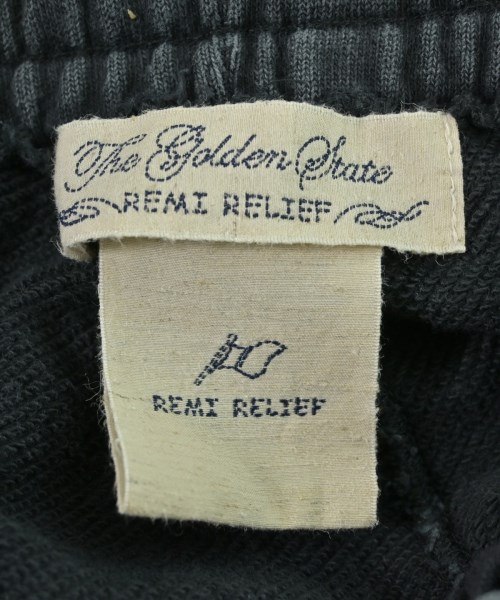 The Golden State
REMI RELIEF
REMI RELIEF